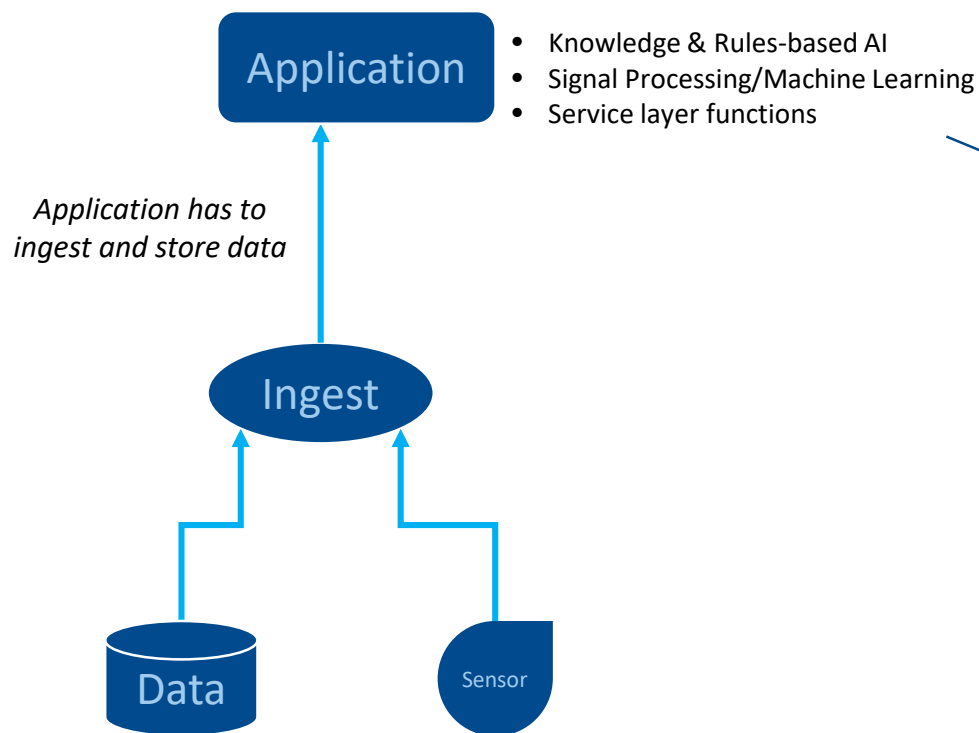 Application
• Knowledge & Rules-based AI
• Signal Processing/Machine Learning
• Service layer functions
Application has to
ingest and store data
Ingest
Data
Sensor